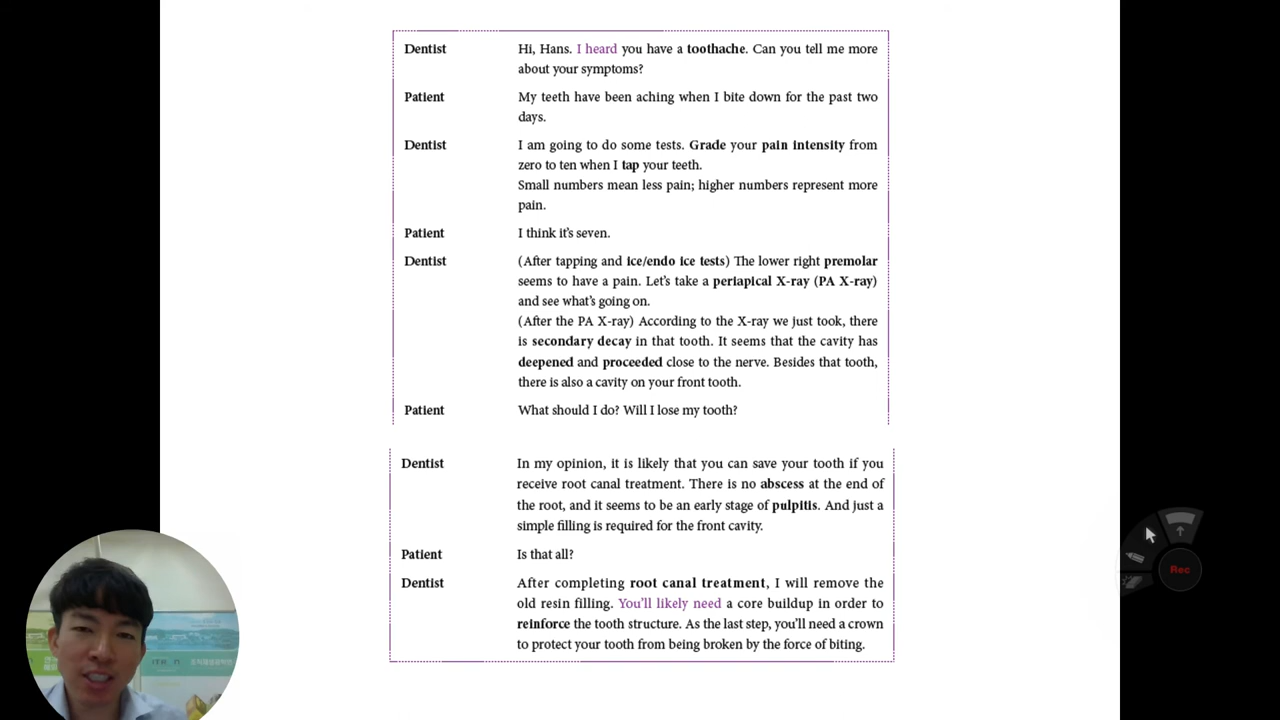 Dentist Hi, Hans. I heard you have a toothache. Can you tell me more
about your symptoms?
Patient My teeth have been aching when I bite down for the past two
days.
Dentist I am going to do some tests. Grade your pain intensity from
zero to ten when I tap your teeth.
Small numbers mean less pain; higher numbers represent more
pain.
Patient I think it's seven.
Dentist (After tapping and ice/endo ice tests) The lower right premolar
seems to have a pain. Let's take a periapical X-ray (PA X-ray)
and see what's going on.
(After the PA X-ray) According to the X-ray we just took, there
is secondary decay in that tooth. It seems that the cavity has
deepened and proceeded close to the nerve. Besides that tooth,
there is also a cavity on your front tooth.
Patient What should I do? Will I lose my tooth?
Dentist In my opinion, it is likely that you can save your tooth if you
receive root canal treatment. There is no abscess at the end of
the root, and it seems to be an early stage of pulpitis. And just a
simple filling is required for the front cavity.
Patient Is that all?
Dentist After completing root canal treatment, I will remove the
old resin filling. You'll likely need a core buildup in order to
reinforce the tooth structure. As the last step, you'll need a crown
to protect your tooth from being broken by the force of biting.
Rec